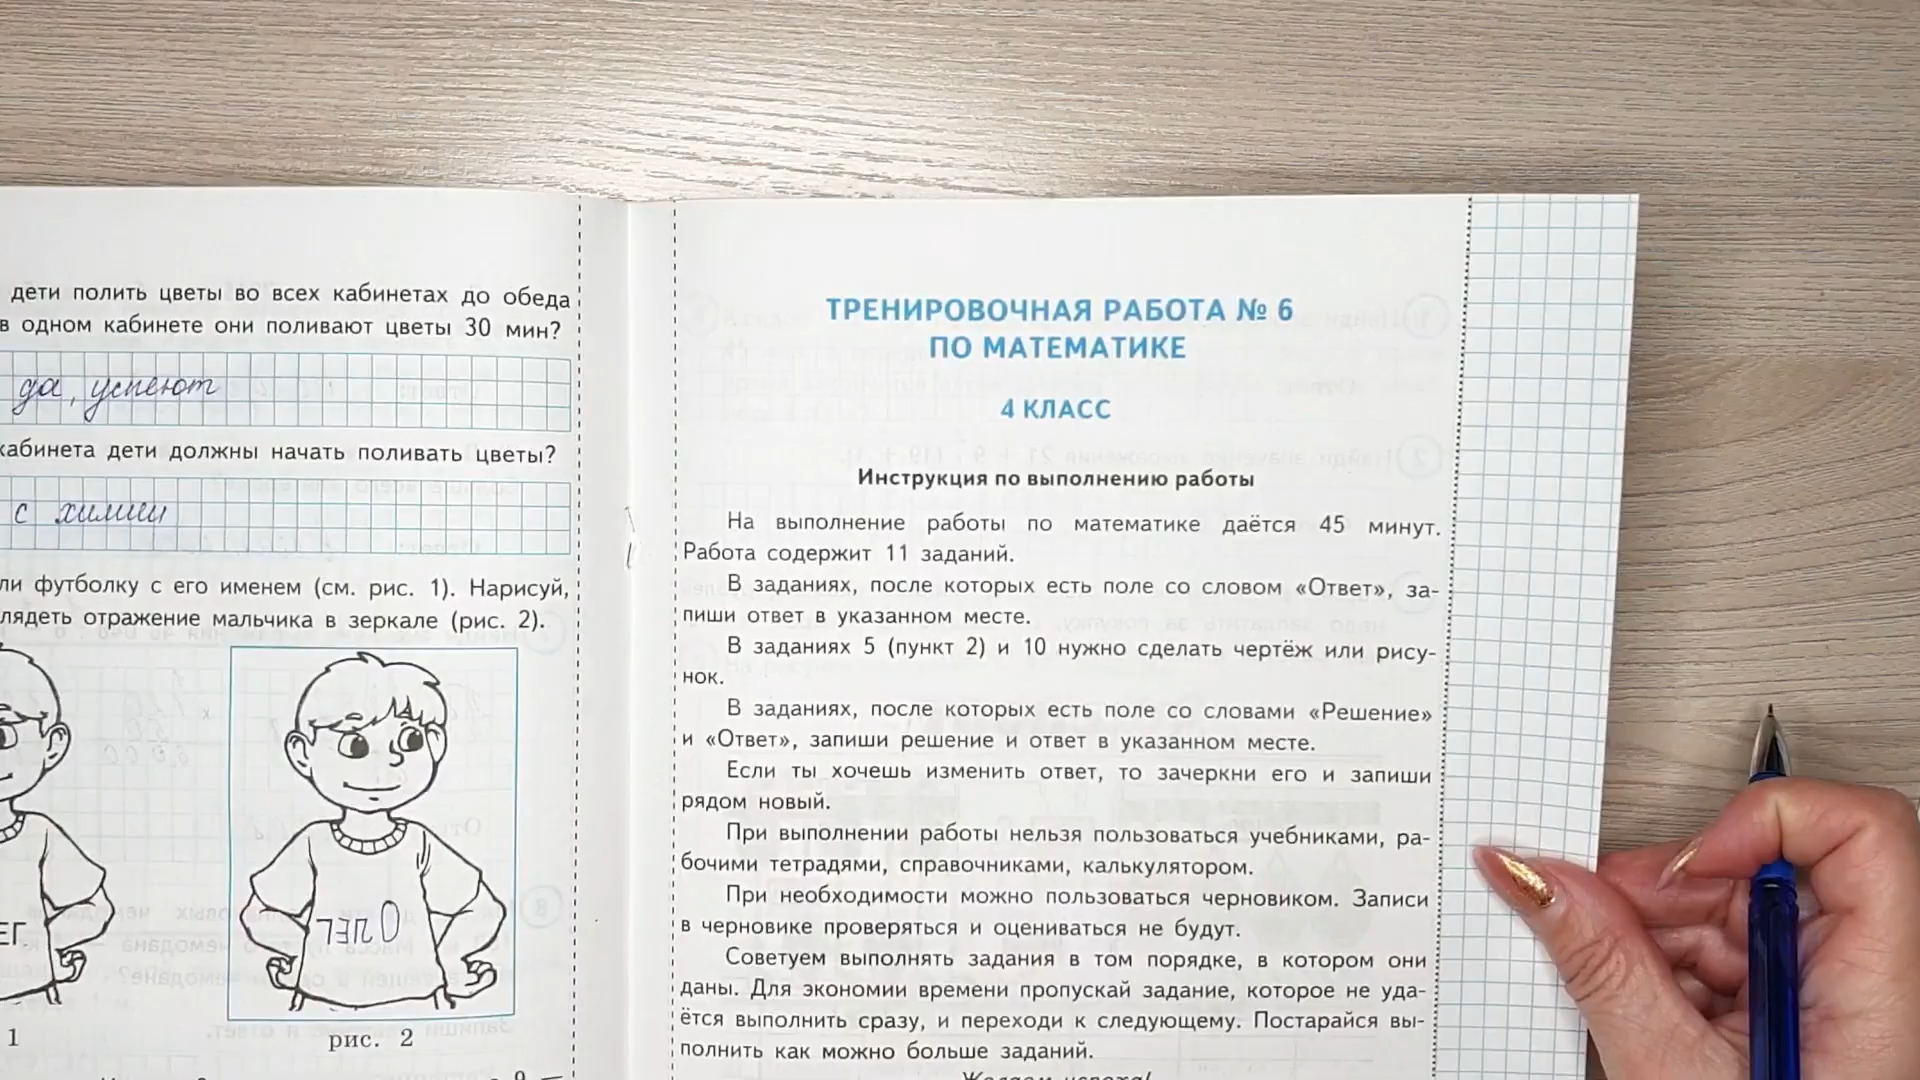 дети полить цветы во всех кабинетах до обеда
в одном кабинете они поливают цветы 30 мин?
да, успеют
кабинета дети должны начать поливать цветы?
с химии
ли футболку с его именем (см. рис. 1). Нарисуй,
лядеть отражение мальчика в зеркале (рис. 2).
ЕГ
ГЕЛО
1
рис. 2
ТРЕНИРОВОЧНАЯ РАБОТА № 6
ПО МАТЕМАТИКЕ
4 КЛАСС
Инструкция по выполнению работы
На выполнение работы по математике даётся 45 минут.
Работа содержит 11 заданий.
В заданиях, после которых есть поле со словом «Ответ», за-
пиши ответ в указанном месте.
В заданиях 5 (пункт 2) и 10 нужно сделать чертёж или рису-
нок.
В заданиях, после которых есть поле со словами «Решение»
и «Ответ», запиши решение и ответ в указанном месте.
Если ты хочешь изменить ответ, то зачеркни его и запиши
рядом новый.
При выполнении работы нельзя пользоваться учебниками, ра-
бочими тетрадями, справочниками, калькулятором.
При необходимости можно пользоваться черновиком. Записи
в черновике проверяться и оцениваться не будут.
Советуем выполнять задания в том порядке, в котором они
даны. Для экономии времени пропускай задание, которое не уда-
ётся выполнить сразу, и переходи к следующему. Постарайся вы-
полнить как можно больше заданий.
Желаем успеха!